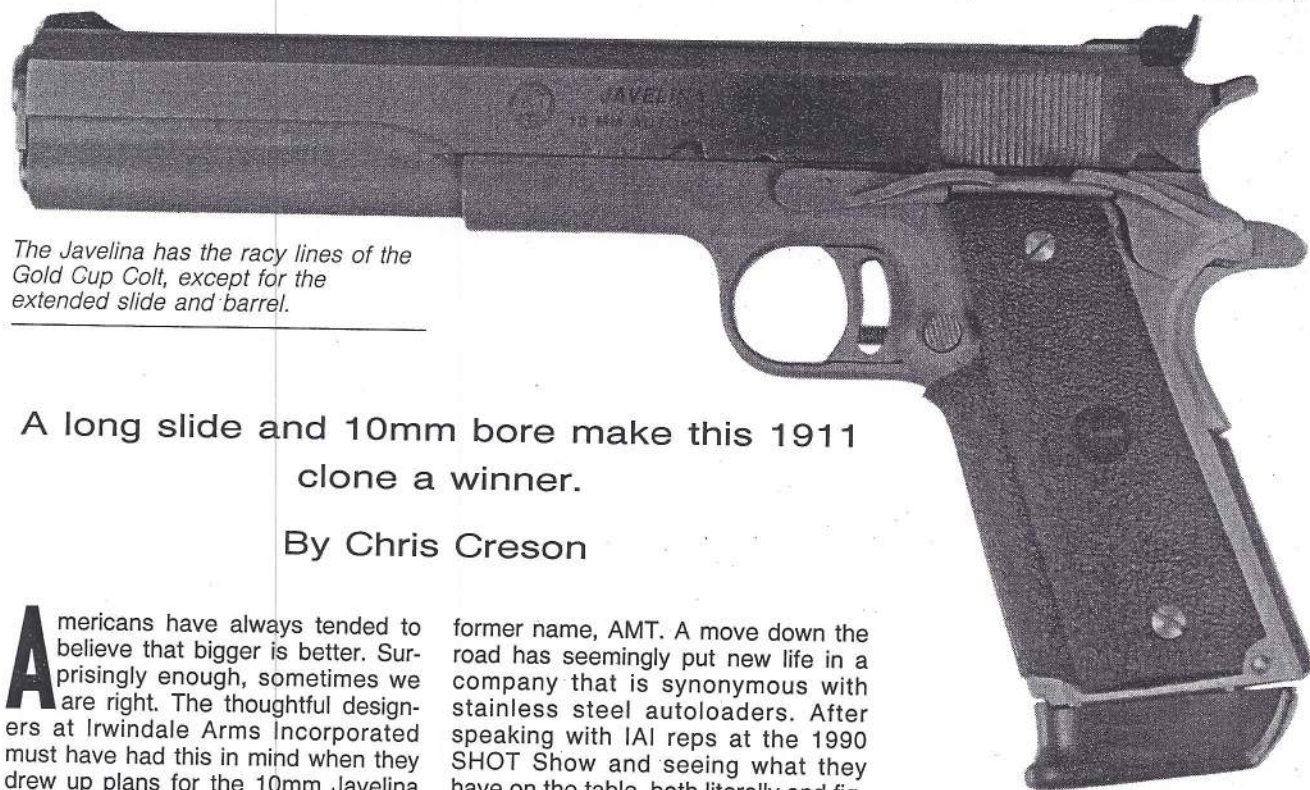 JAVELINA
10 MM AUTO
The Javelina has the racy lines of the
Gold Cup Colt, except for the
extended slide and barrel.
A long slide and 10mm bore make this 1911
clone a winner.
By Chris Creson
Americans have always tended to
believe that bigger is better. Sur-
prisingly enough, sometimes we
are right. The thoughtful design-
ers at Irwindale Arms Incorporated
must have had this in mind when they
drew up plans for the 10mm Javelina
former name, AMT. A move down the
road has seemingly put new life in a
company that is synonymous with
stainless steel autoloaders. After
speaking with IAI reps at the 1990
SHOT Show and seeing what they
have on the table, both literally and fig-